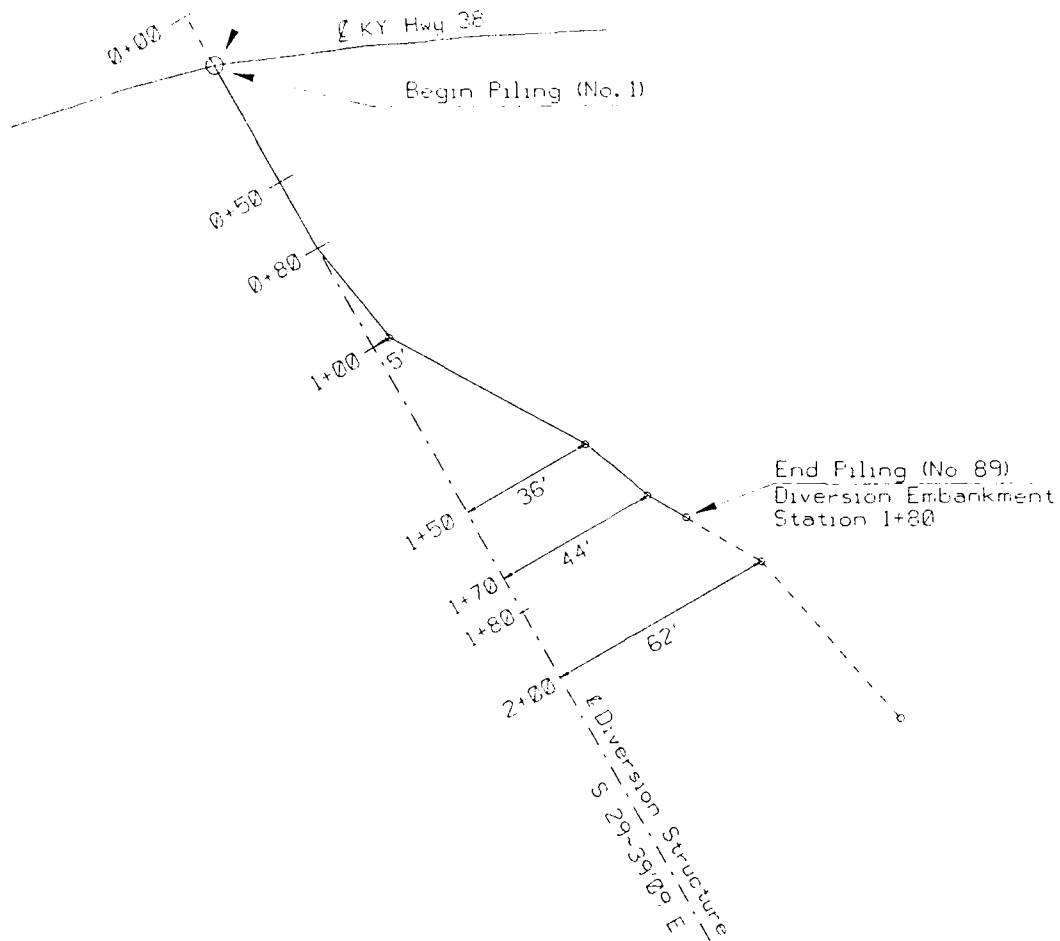 0+00
℄ KY Hwy 38
Begin Piling (No. 1)
0+50
0+80
1+00
5'
36'
1+50
44'
1+70
1+80
62'
2+00
End Piling (No 89)
Diversion Embankment
Station 1+80
℄ Diversion Structure
S 29~39'09 E